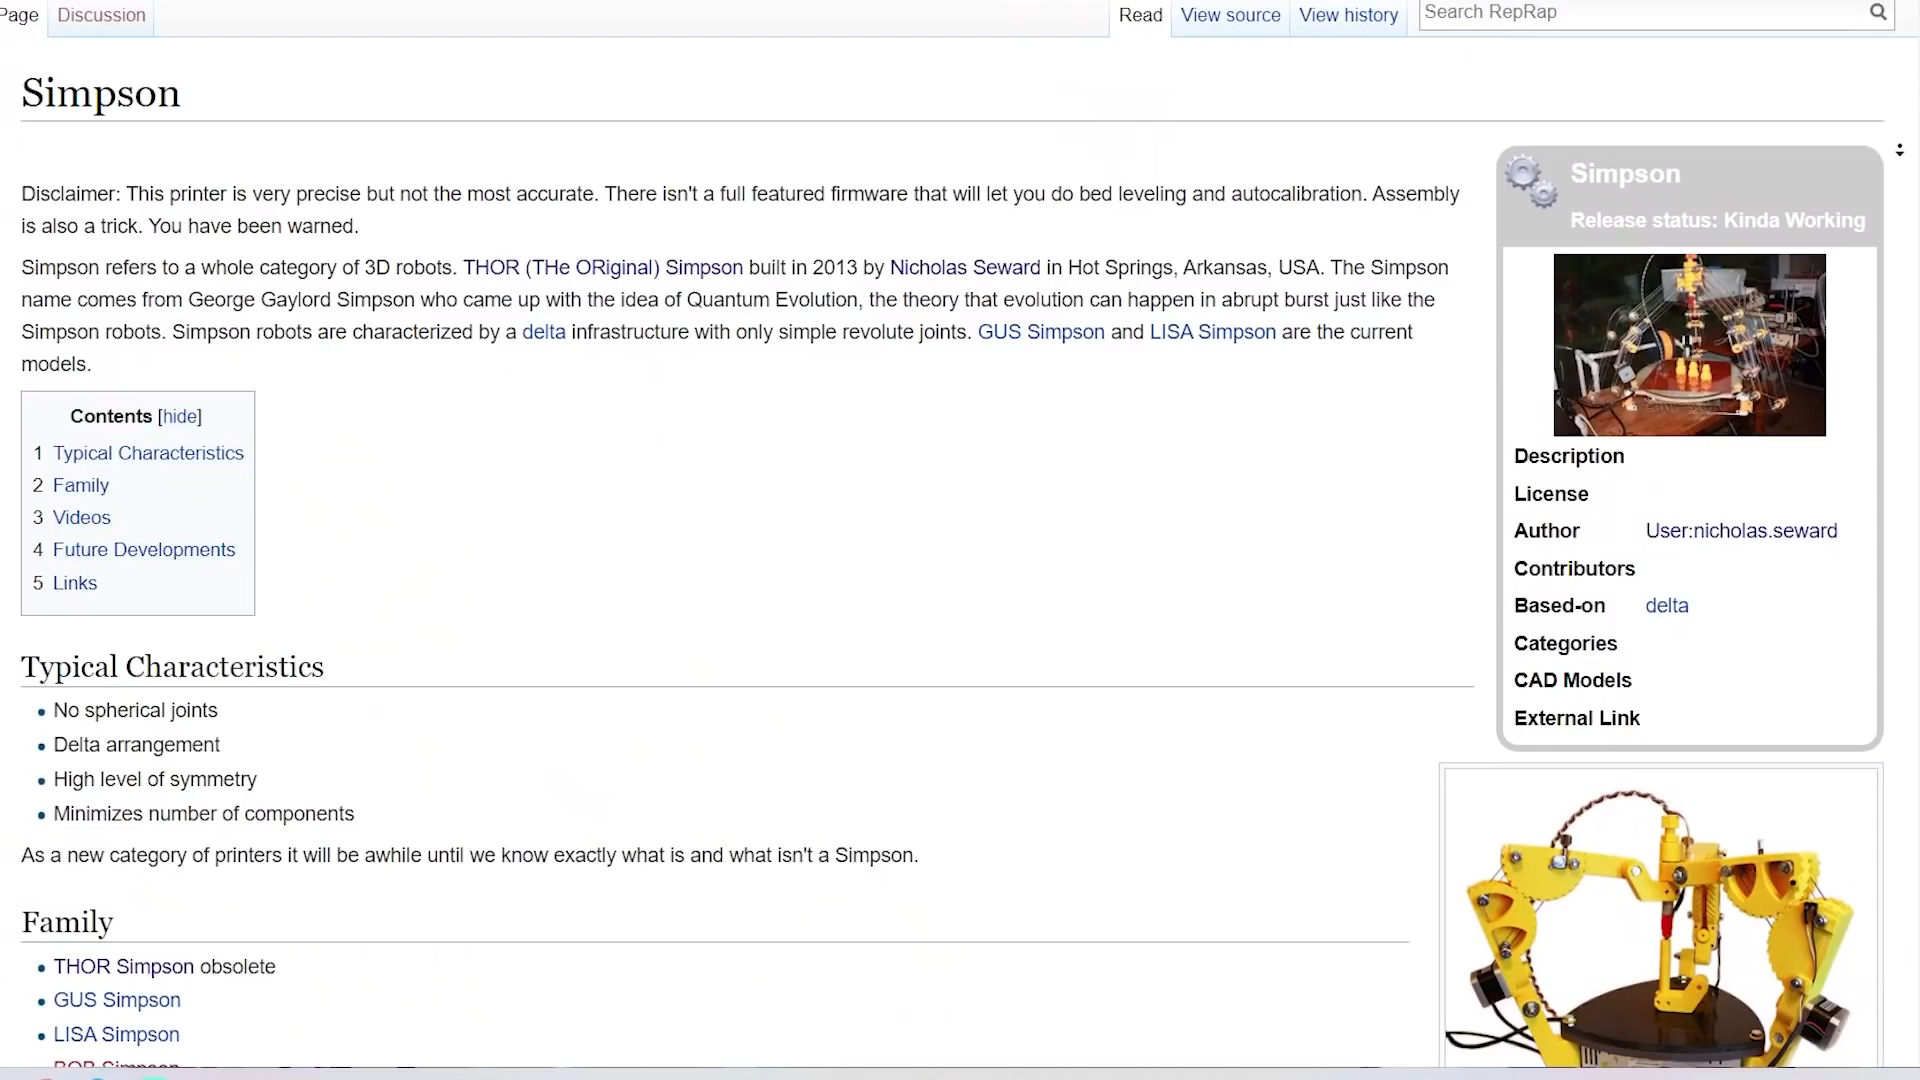 Page
Discussion
Read
View source
View history
Search RepRap
Simpson
Disclaimer: This printer is very precise but not the most accurate. There isn't a full featured firmware that will let you do bed leveling and autocalibration. Assembly
is also a trick. You have been warned.
Simpson refers to a whole category of 3D robots. THOR (THe ORiginal) Simpson built in 2013 by Nicholas Seward in Hot Springs, Arkansas, USA. The Simpson
name comes from George Gaylord Simpson who came up with the idea of Quantum Evolution, the theory that evolution can happen in abrupt burst just like the
Simpson robots. Simpson robots are characterized by a delta infrastructure with only simple revolute joints. GUS Simpson and LISA Simpson are the current
models.
Contents [hide]
1 Typical Characteristics
2 Family
3 Videos
4 Future Developments
5 Links
Typical Characteristics
No spherical joints
Delta arrangement
High level of symmetry
Minimizes number of components
As a new category of printers it will be awhile until we know exactly what is and what isn't a Simpson.
Family
THOR Simpson obsolete
GUS Simpson
LISA Simpson
BOB Simpson
Simpson
Release status: Kinda Working
Description
License
Author User:nicholas.seward
Contributors
Based-on delta
Categories
CAD Models
External Link